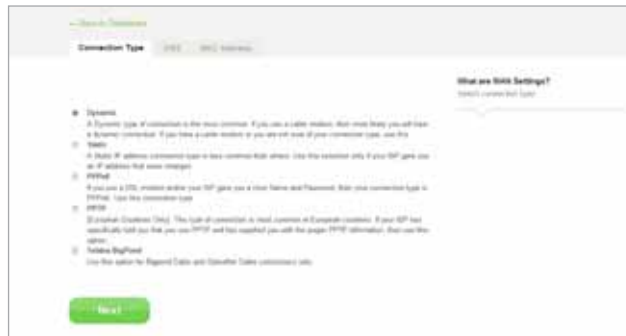 Connection Type DNS MAC Address
What are WAN Settings?
Select connection type
Dynamic
A Dynamic type of connection is the most common. If you use a cable modem, then most likely you will have
a dynamic connection. If you have a cable modem or you are not sure of your connection type, use this.
Static
A Static IP address connection type is less common than others. Use this selection only if your ISP gave you
an IP address that never changes.
PPPoE
If you use a DSL modem and/or your ISP gave you a User Name and Password, then your connection type is
PPPoE. Use this connection type.
PPTP
[European Countries Only]. This type of connection is most common in European countries. If your ISP has
specifically told you that you use PPTP and has supplied you with the proper PPTP information, then use this
option.
Telstra BigPond
Use this option for Bigpond Cable and Telstra Cable connections only.
Next